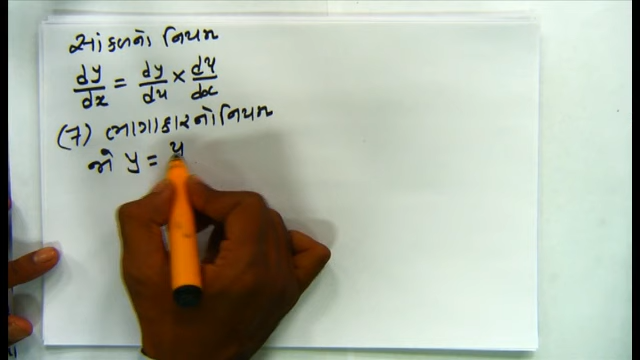 સાંકળનો નિયમ
dy/dx = dy/du × du/dx
(7) ભાગાકારનો નિયમ
જો y = u